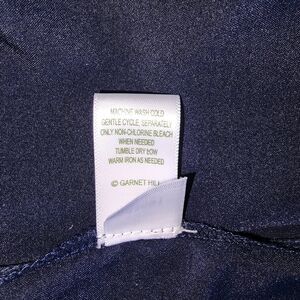 MACHINE WASH COLD
GENTLE CYCLE, SEPARATELY
ONLY NON-CHLORINE BLEACH
WHEN NEEDED
TUMBLE DRY LOW
WARM IRON AS NEEDED
© GARNET HILL